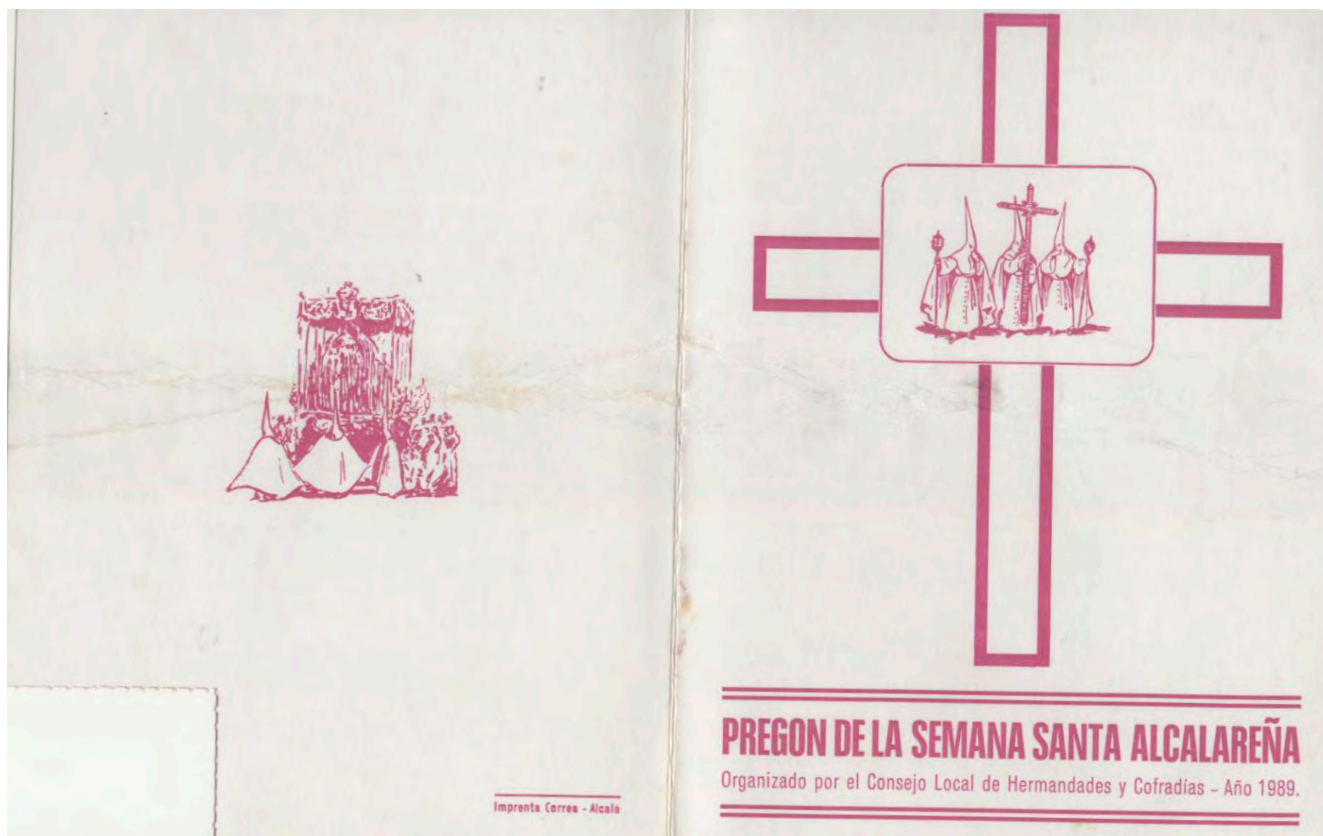 Imprenta Correa - Alcalá
PREGON DE LA SEMANA SANTA ALCALAREÑA
Organizado por el Consejo Local de Hermandades y Cofradías - Año 1989.